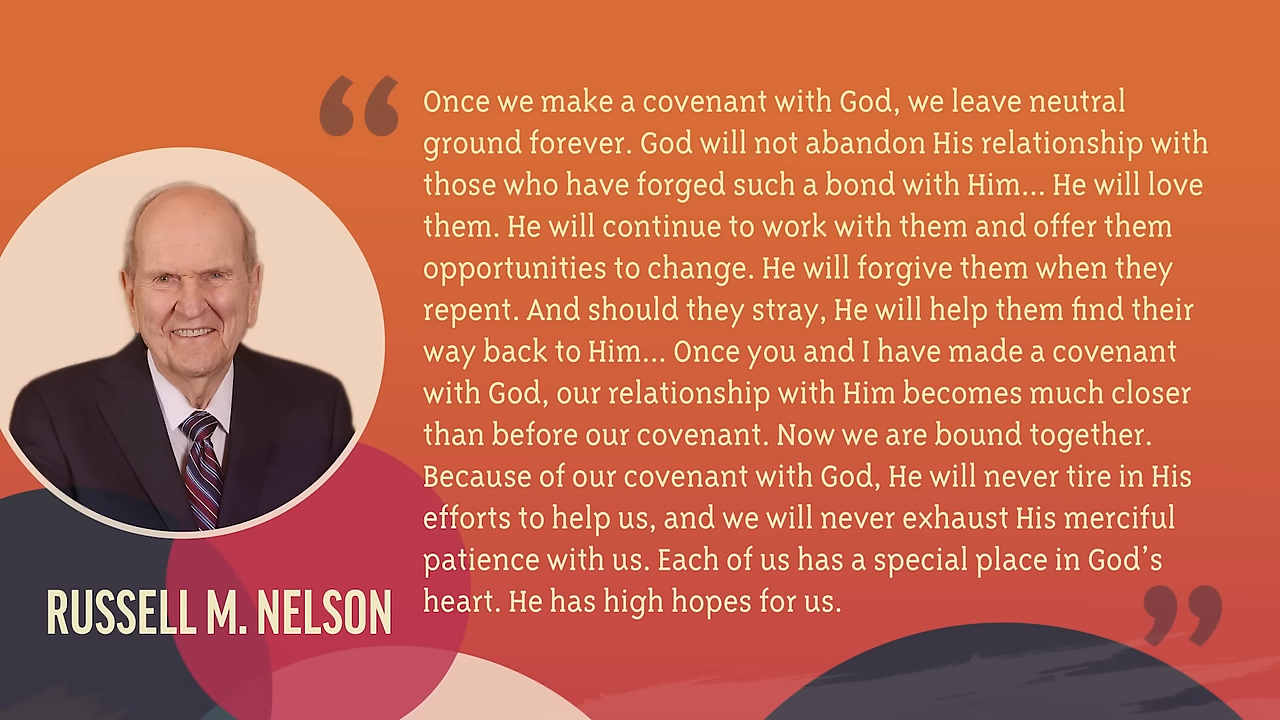 “
Once we make a covenant with God, we leave neutral
ground forever. God will not abandon His relationship with
those who have forged such a bond with Him... He will love
them. He will continue to work with them and offer them
opportunities to change. He will forgive them when they
repent. And should they stray, He will help them find their
way back to Him... Once you and I have made a covenant
with God, our relationship with Him becomes much closer
than before our covenant. Now we are bound together.
Because of our covenant with God, He will never tire in His
efforts to help us, and we will never exhaust His merciful
patience with us. Each of us has a special place in God’s
heart. He has high hopes for us.
”
RUSSELL M. NELSON